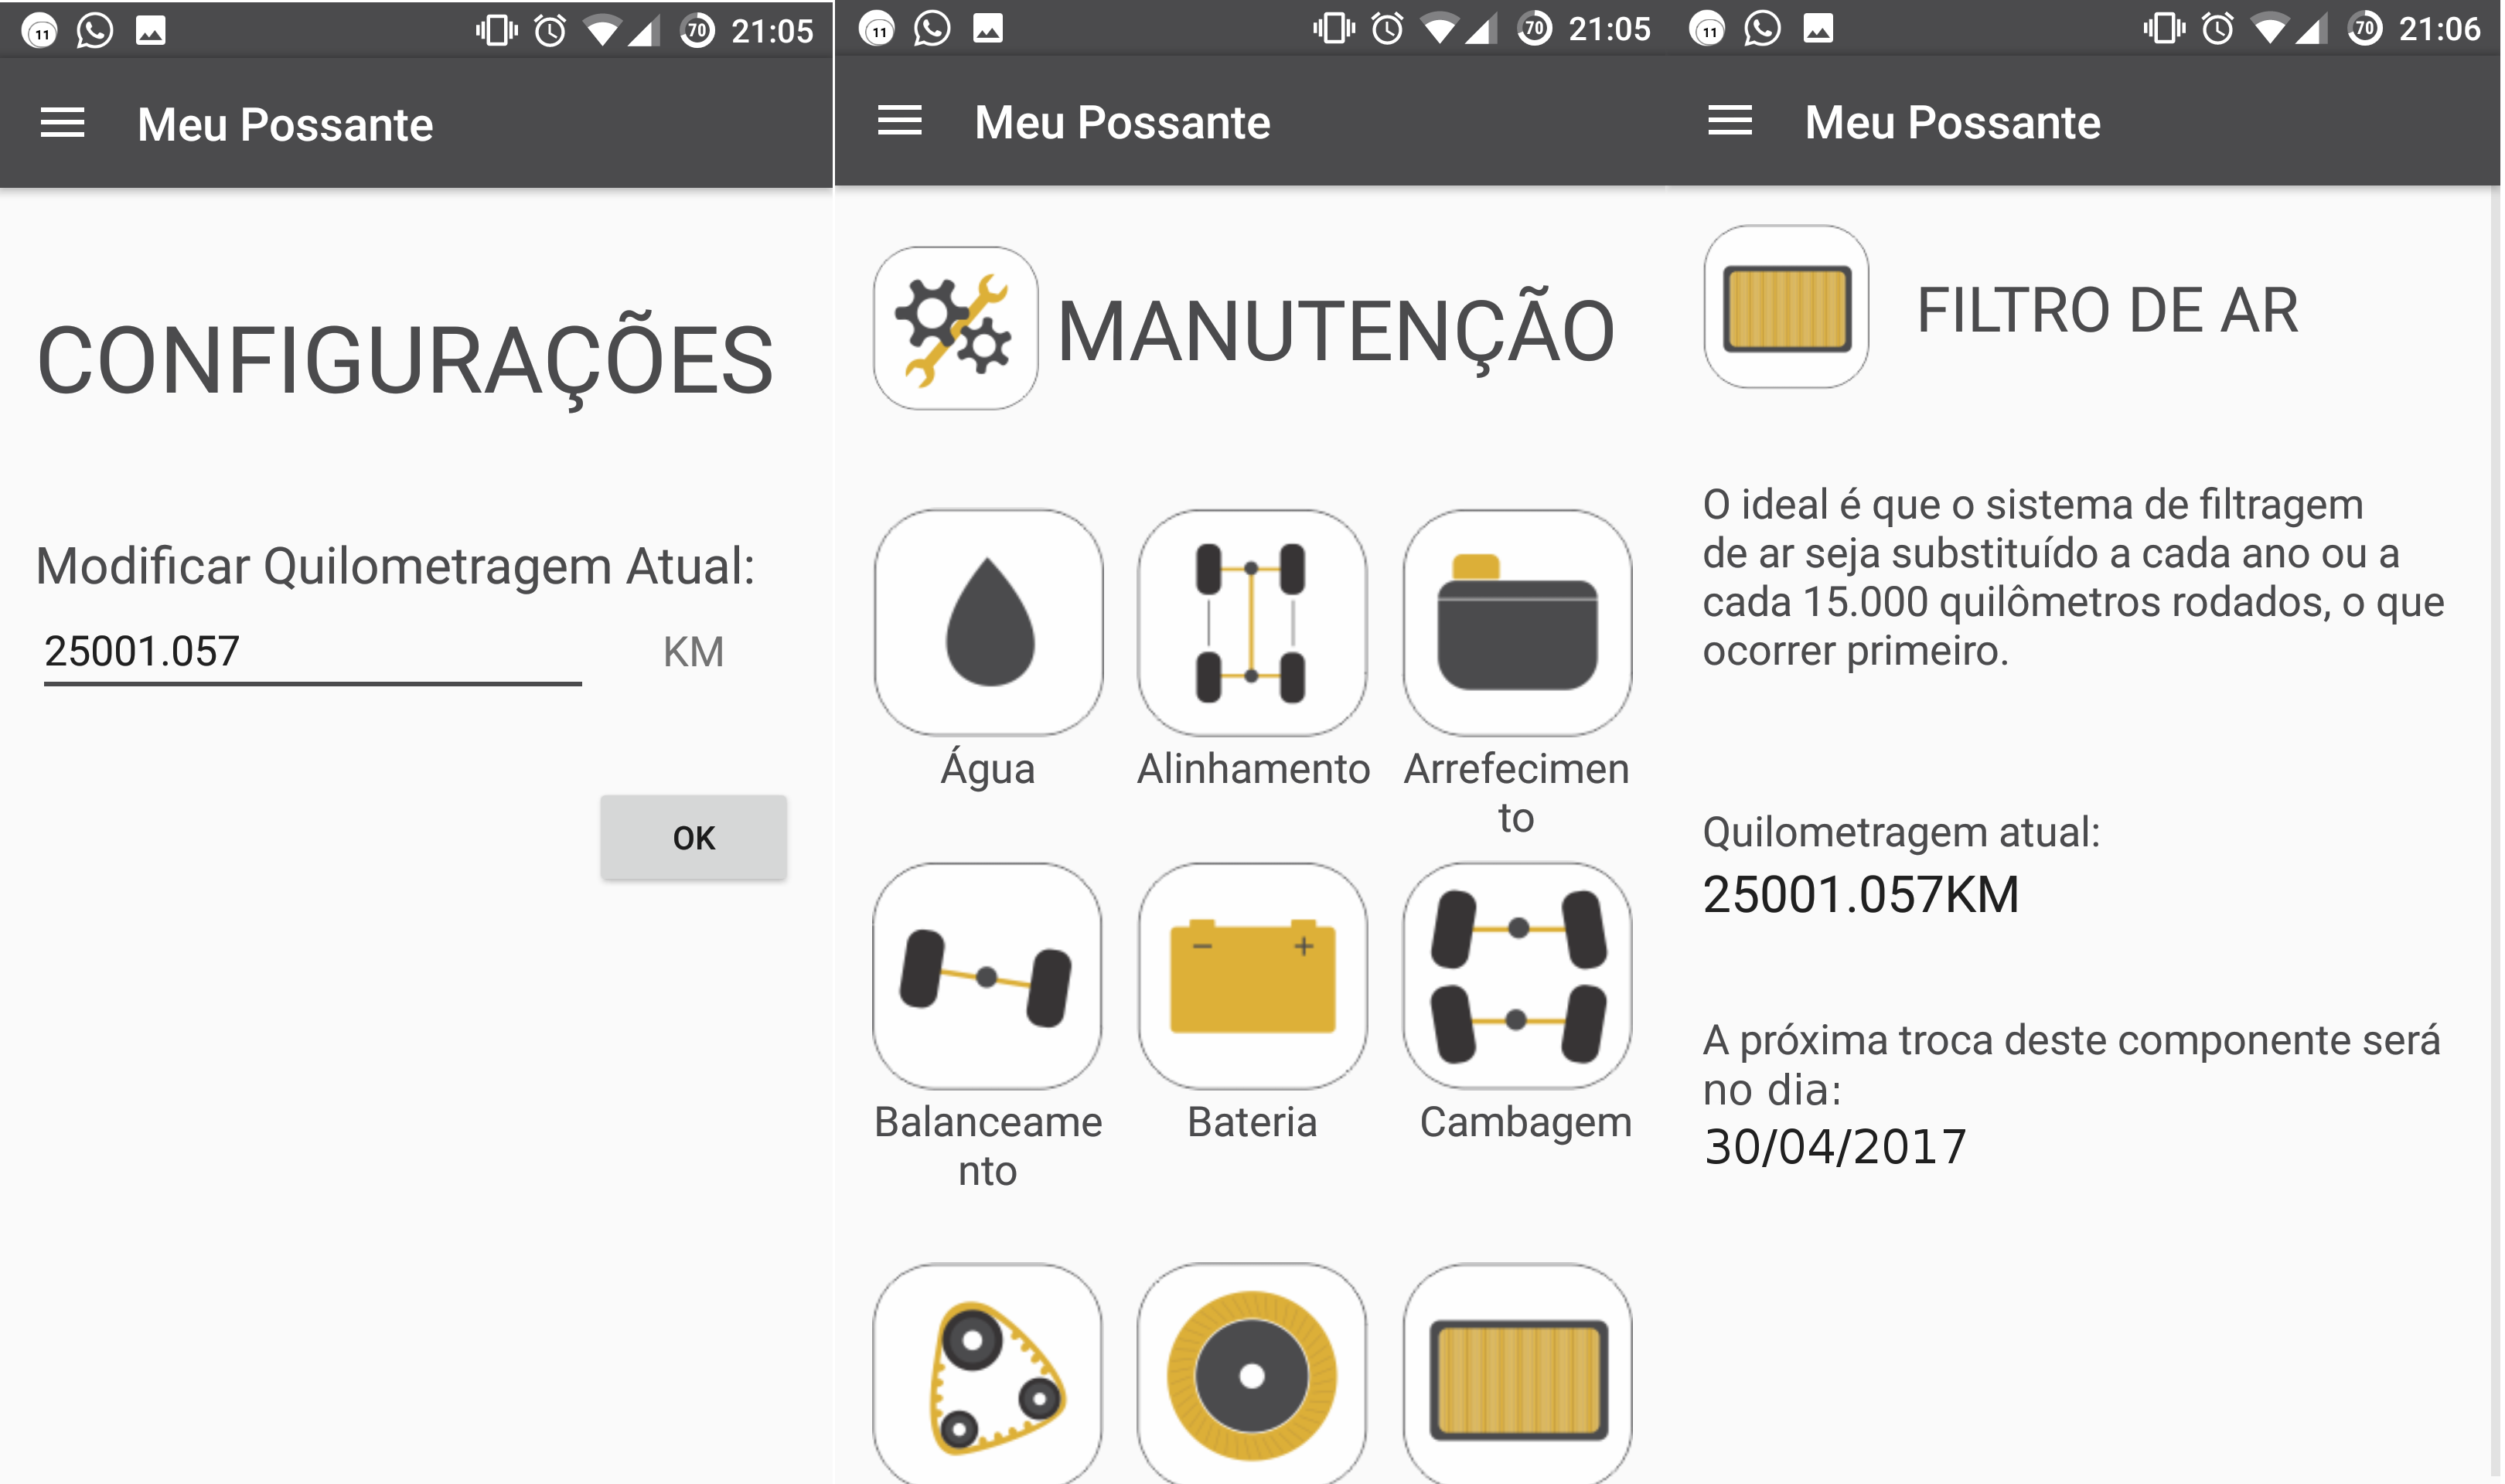 11
70
21:05
Meu Possante
CONFIGURAÇÕES
Modificar Quilometragem Atual:
25001.057 KM
OK
11
70
21:05
Meu Possante
MANUTENÇÃO
Água
Alinhamento
Arrefecimen
to
Balanceame
nto
Bateria
Cambagem
11
70
21:06
Meu Possante
FILTRO DE AR
O ideal é que o sistema de filtragem
de ar seja substituído a cada ano ou a
cada 15.000 quilômetros rodados, o que
ocorrer primeiro.
Quilometragem atual:
25001.057KM
A próxima troca deste componente será
no dia:
30/04/2017